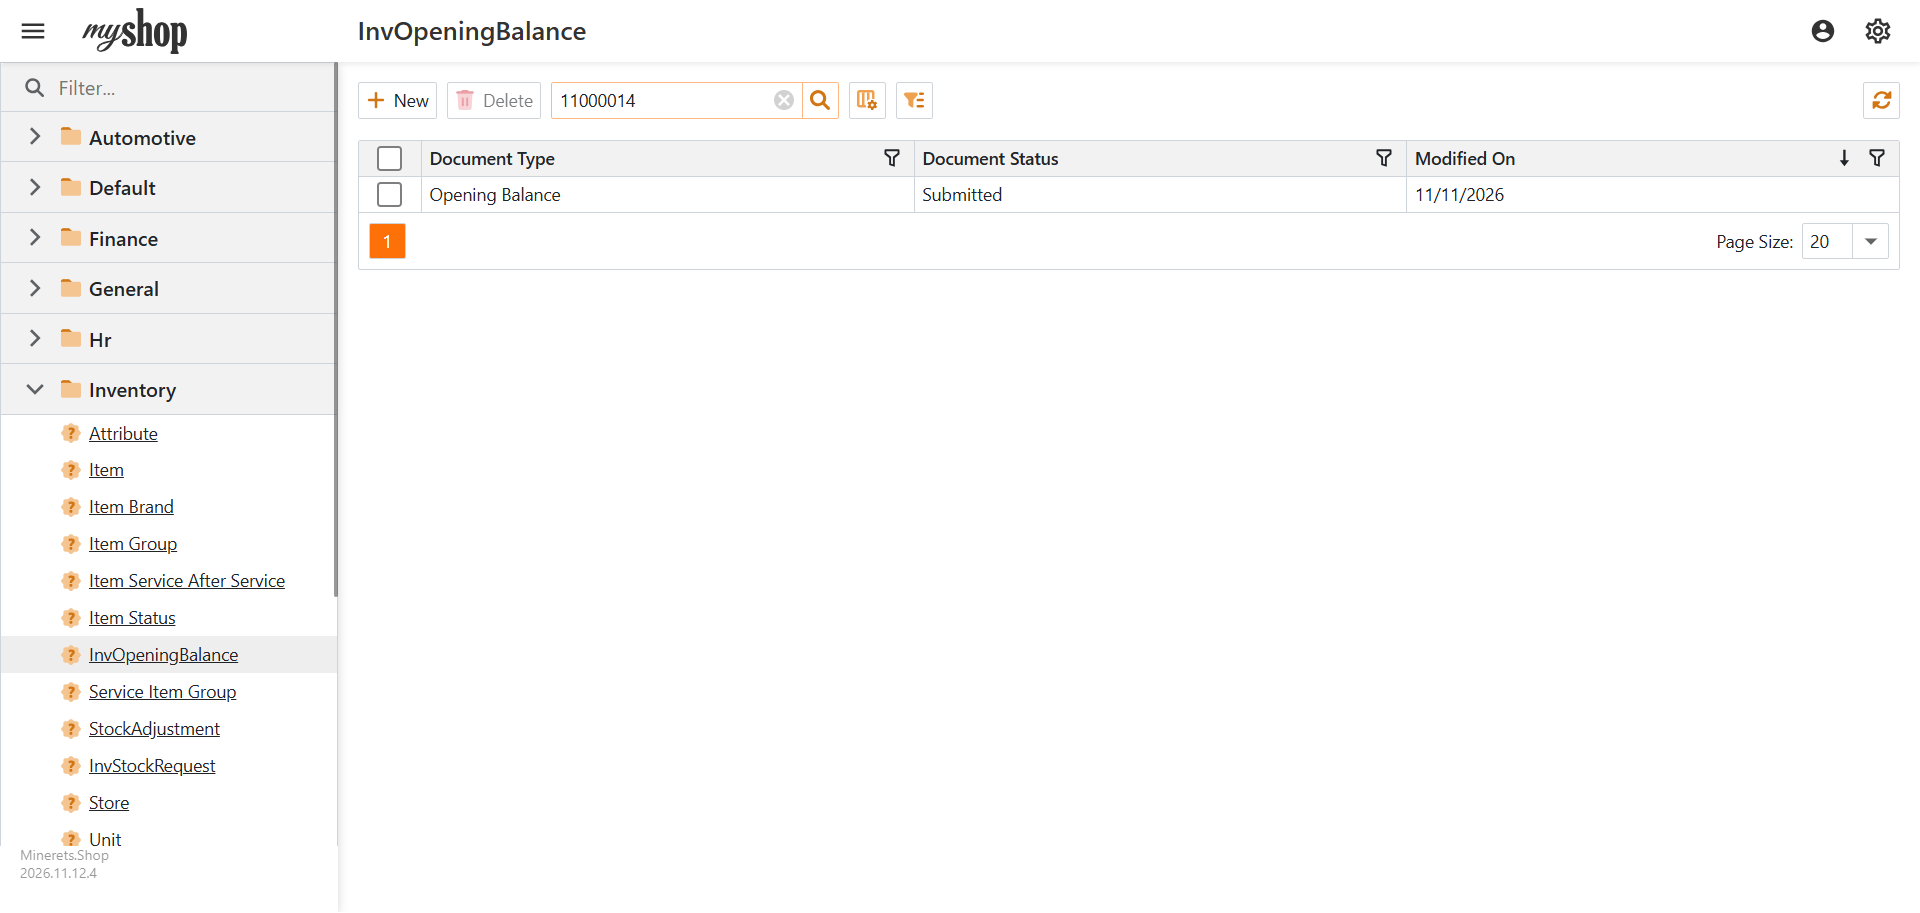 myshop
InvOpeningBalance
Filter...
New
Delete
11000014
Automotive
Default
Finance
General
Hr
Inventory
Attribute
Item
Item Brand
Item Group
Item Service After Service
Item Status
InvOpeningBalance
Service Item Group
StockAdjustment
InvStockRequest
Store
Unit
Minerets.Shop
2026.11.12.4
Document Type
Document Status
Modified On
Opening Balance
Submitted
11/11/2026
1
Page Size:
20